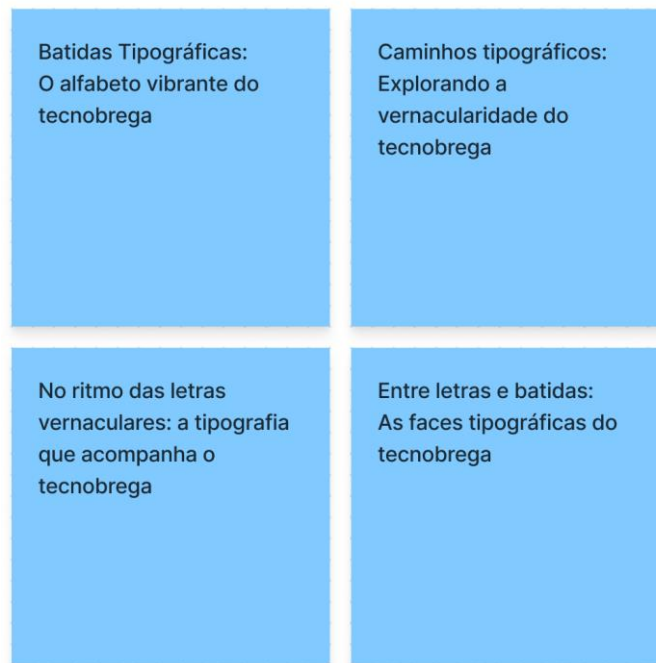 Batidas Tipográficas:
O alfabeto vibrante do
tecnobrega
Caminhos tipográficos:
Explorando a
vernacularidade do
tecnobrega
No ritmo das letras
vernaculares: a tipografia
que acompanha o
tecnobrega
Entre letras e batidas:
As faces tipográficas do
tecnobrega